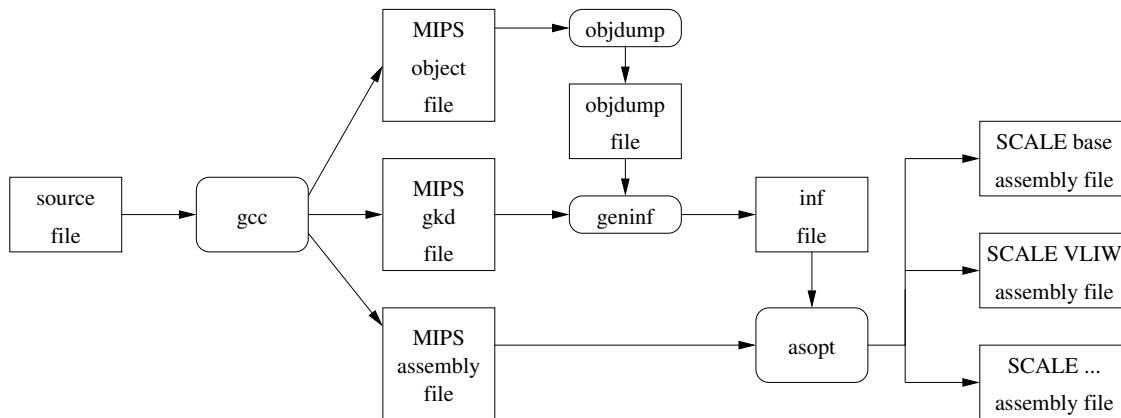 source
file
gcc
MIPS
object
file
MIPS
gkd
file
MIPS
assembly
file
objdump
objdump
file
geninf
inf
file
asopt
SCALE base
assembly file
SCALE VLIW
assembly file
SCALE ...
assembly file